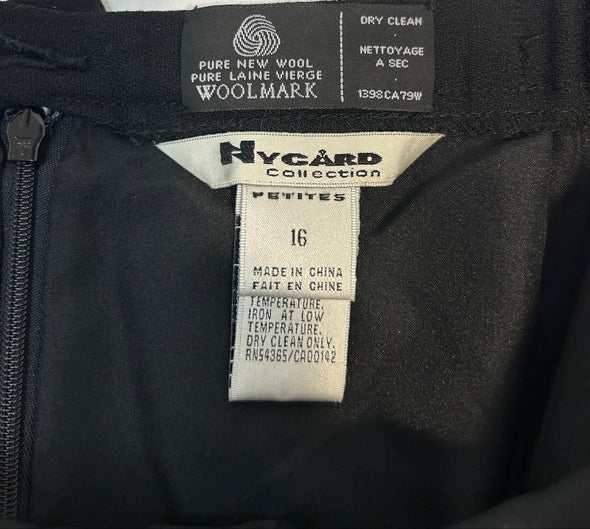 PURE NEW WOOL
PURE LAINE VIERGE
WOOLMARK
DRY CLEAN
NETTOYAGE
A SEC
1398CA79W
NYGÅRD
Collection
PETITES
16
MADE IN CHINA
FAIT EN CHINE
TEMPERATURE.
IRON AT LOW
TEMPERATURE.
DRY CLEAN ONLY.
RN54365/CA00142